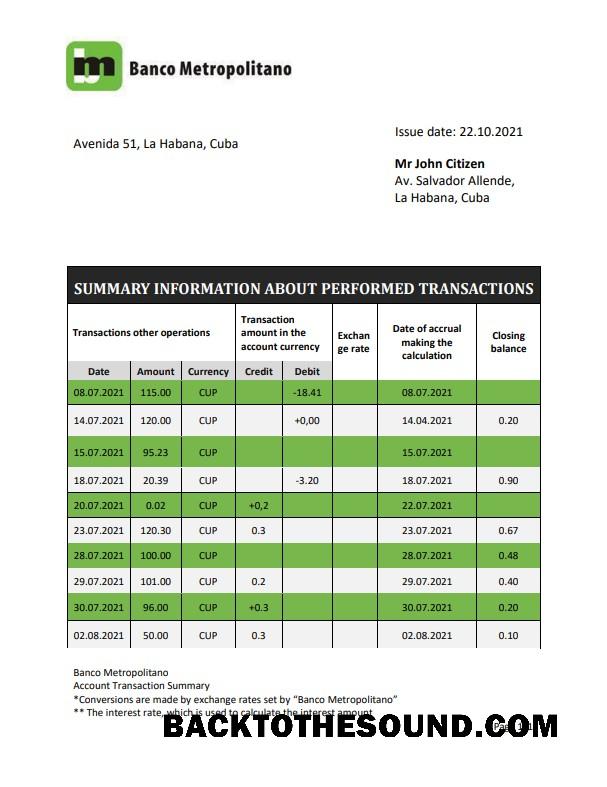 bm Banco Metropolitano
Issue date: 22.10.2021
Avenida 51, La Habana, Cuba
Mr John Citizen
Av. Salvador Allende,
La Habana, Cuba
SUMMARY INFORMATION ABOUT PERFORMED TRANSACTIONS
Transactions other operations
Transaction
amount in the
account currency
Exchan
ge rate
Date of accrual
making the
calculation
Closing
balance
Date Amount Currency Credit Debit
08.07.2021 115.00 CUP -18.41 08.07.2021
14.07.2021 120.00 CUP +0,00 14.04.2021 0.20
15.07.2021 95.23 CUP 15.07.2021
18.07.2021 20.39 CUP -3.20 18.07.2021 0.90
20.07.2021 0.02 CUP +0,2 22.07.2021
23.07.2021 120.30 CUP 0.3 23.07.2021 0.67
28.07.2021 100.00 CUP 28.07.2021 0.48
29.07.2021 101.00 CUP 0.2 29.07.2021 0.40
30.07.2021 96.00 CUP +0.3 30.07.2021 0.20
02.08.2021 50.00 CUP 0.3 02.08.2021 0.10
Banco Metropolitano
Account Transaction Summary
*Conversions are made by exchange rates set by “Banco Metropolitano”
** The interest rate, which is used to calculate the interest amount
BACKTOTHESOUND.COM